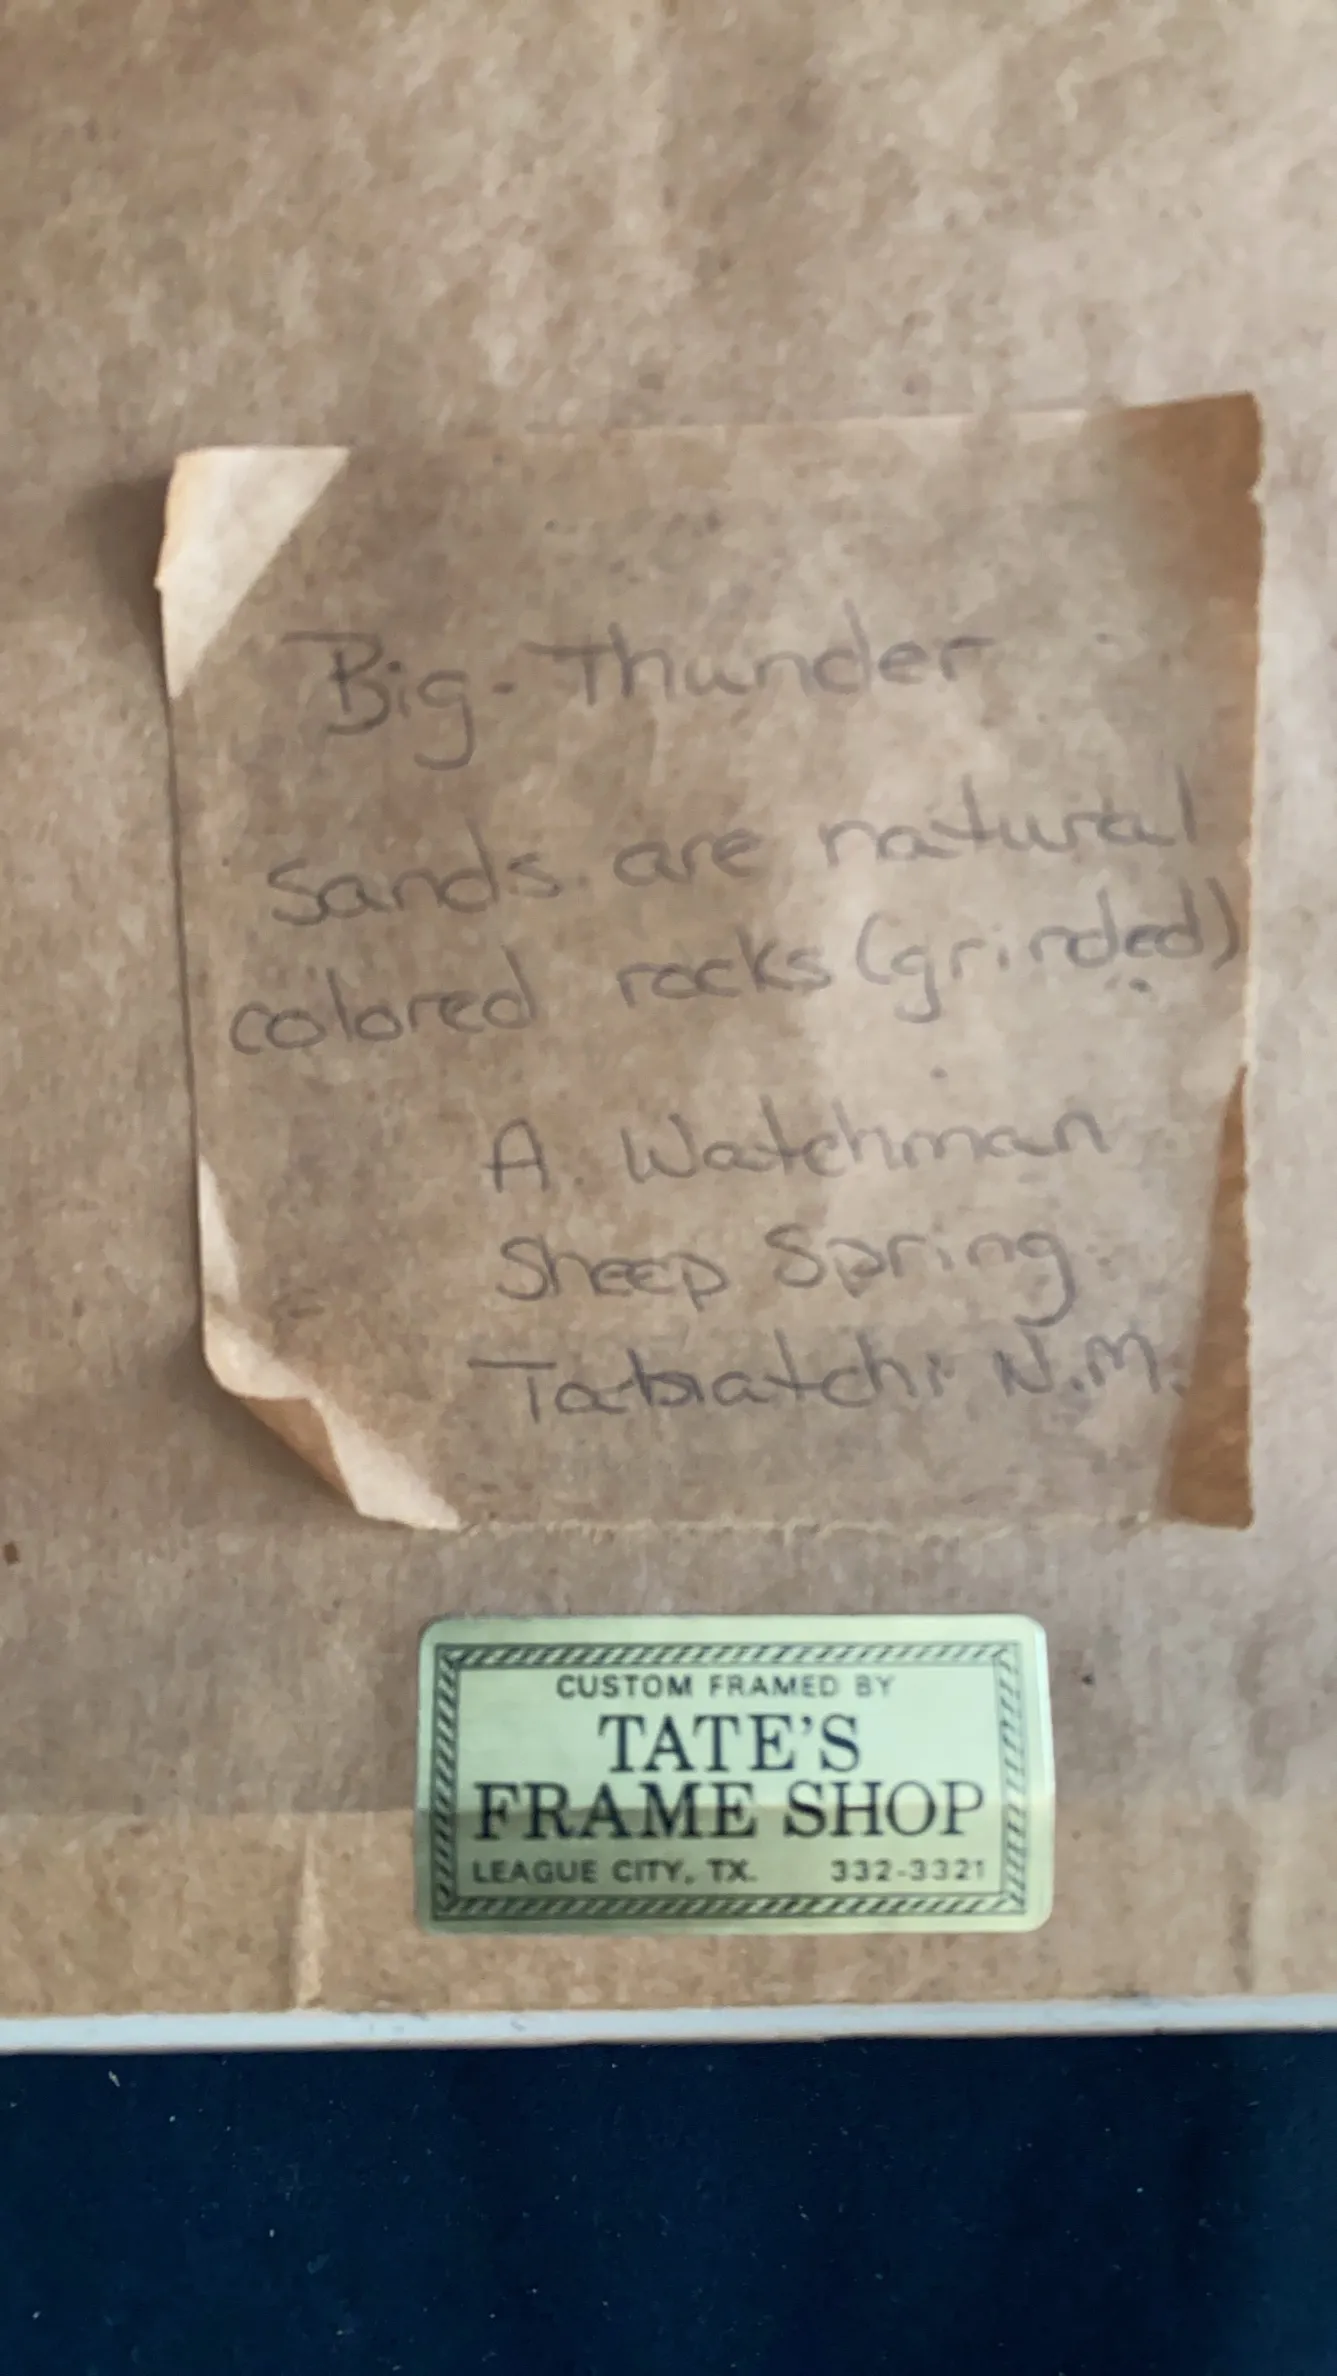 Big-Thunder
Sands are natural
colored rocks (grinded)
A. Watchman
Sheep Spring
N.M.
CUSTOM FRAMED BY
TATE'S
FRAME SHOP
LEAGUE CITY, TX. 332-3321